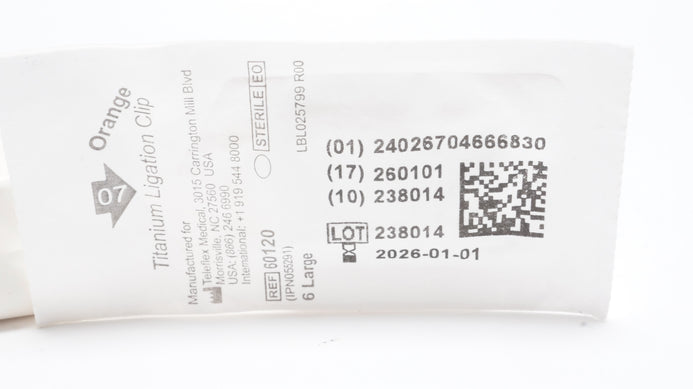 07
Orange
Titanium Ligation Clip
Manufactured for
Teleflex Medical, 3015 Carrington Mill Blvd
Morrisville, NC 27560 USA
USA: (866) 246 6990
International: +1 919 544 8000
STERILE EO
REF 60120
(IPN055291)
6 Large
LBL025799 R00
(01) 24026704666830
(17) 260101
(10) 238014
LOT 238014
2026-01-01